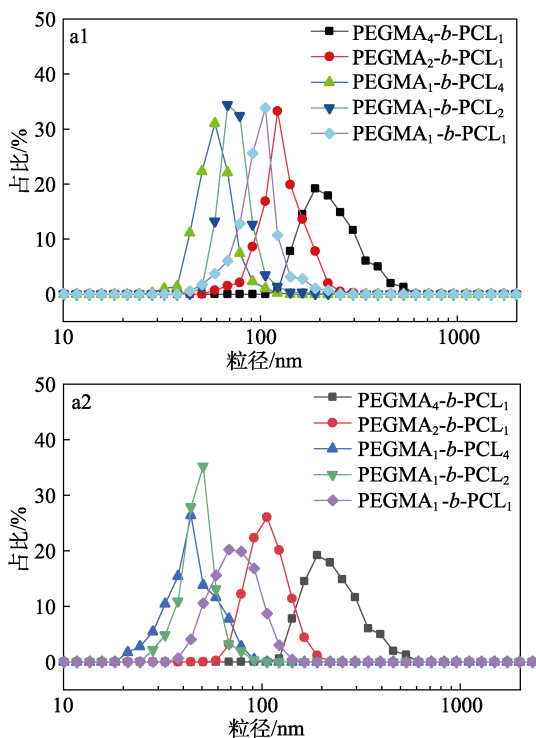 a1
PEGMA₄-b-PCL₁
PEGMA₂-b-PCL₁
PEGMA₁-b-PCL₄
PEGMA₁-b-PCL₂
PEGMA₁-b-PCL₁
占比/%
50
40
30
20
10
0
10
100
1000
粒径/nm
a2
PEGMA₄-b-PCL₁
PEGMA₂-b-PCL₁
PEGMA₁-b-PCL₄
PEGMA₁-b-PCL₂
PEGMA₁-b-PCL₁
占比/%
50
40
30
20
10
0
10
100
1000
粒径/nm